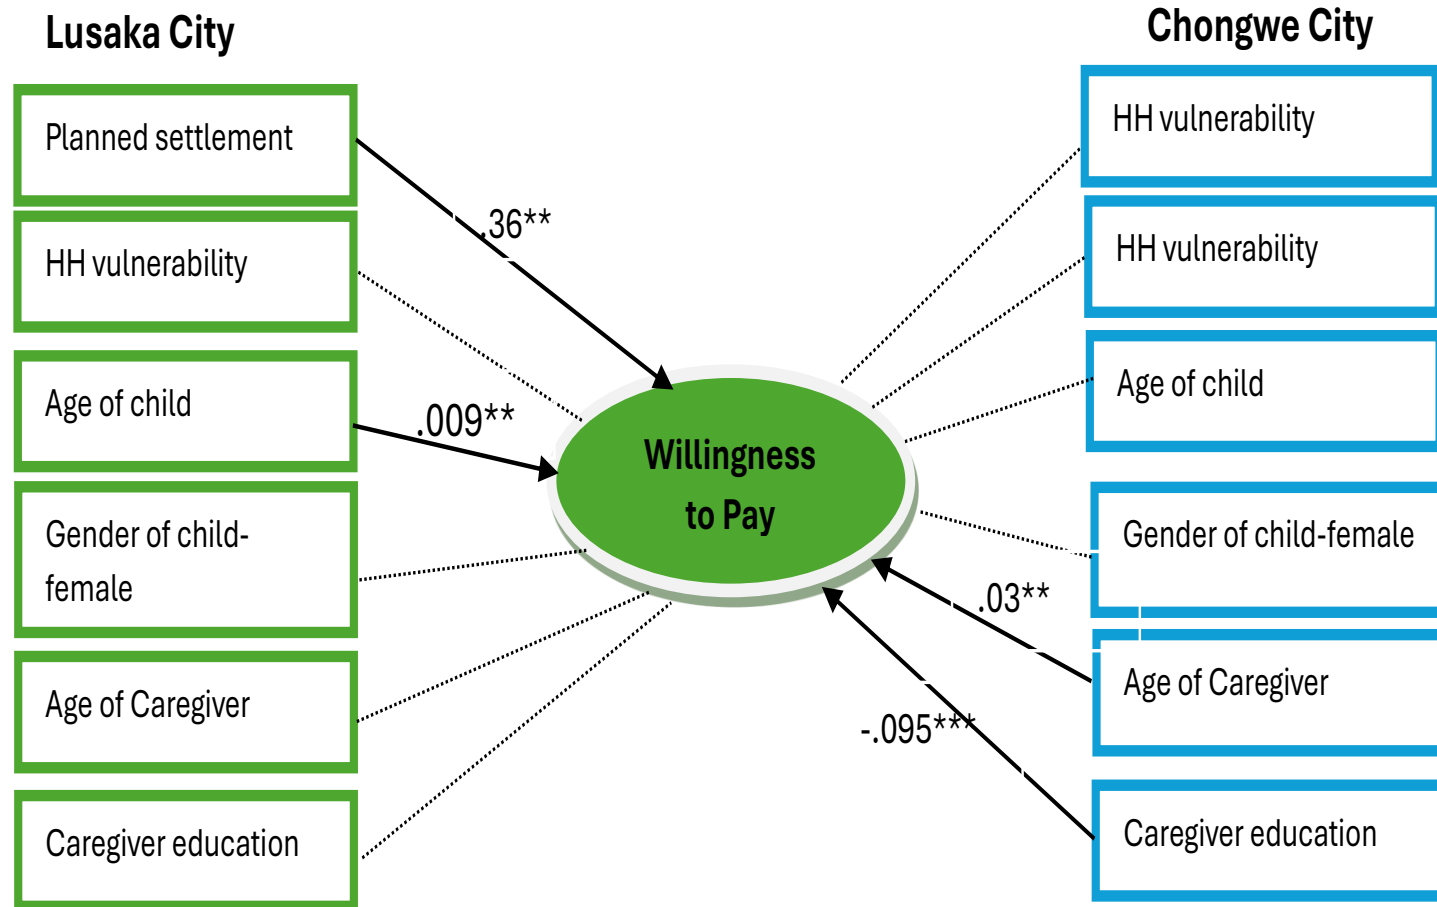 Lusaka City
Planned settlement
HH vulnerability
Age of child
Gender of child-
female
Age of Caregiver
Caregiver education
.36**
.009**
Willingness
to Pay
.03**
-.095***
Chongwe City
HH vulnerability
HH vulnerability
Age of child
Gender of child-female
Age of Caregiver
Caregiver education